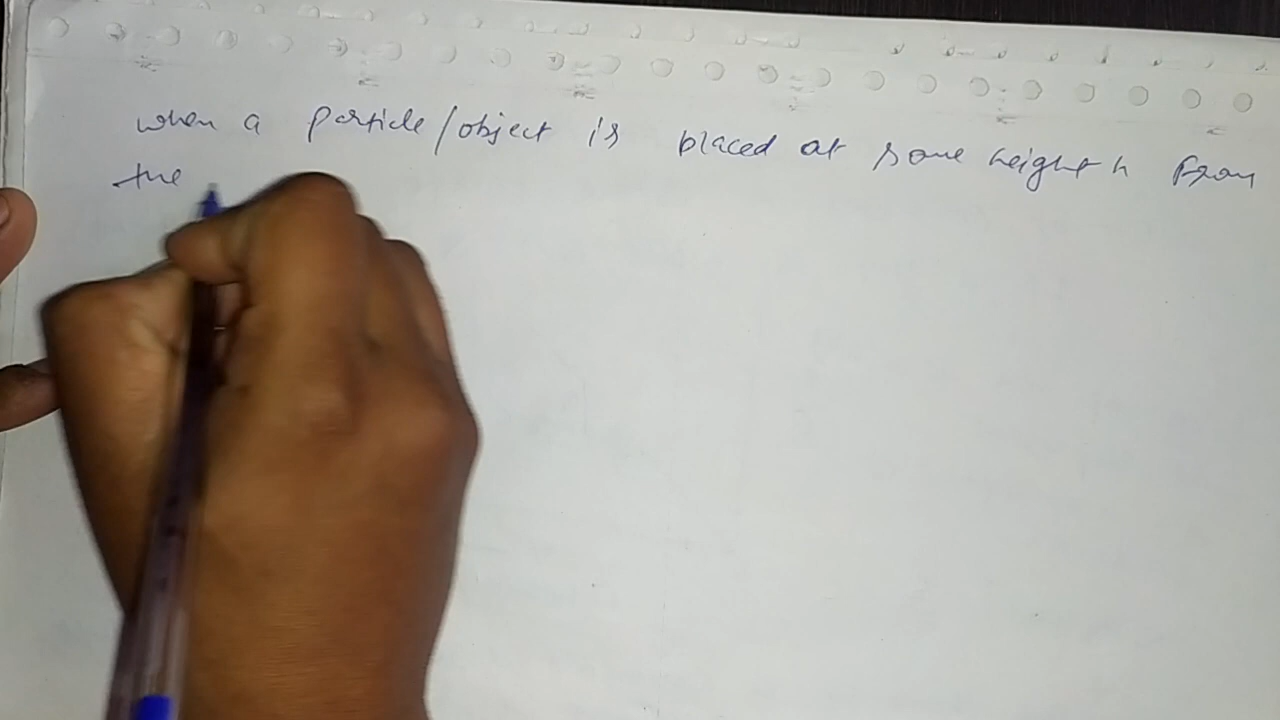 when a particle/object is placed at some height h from
the